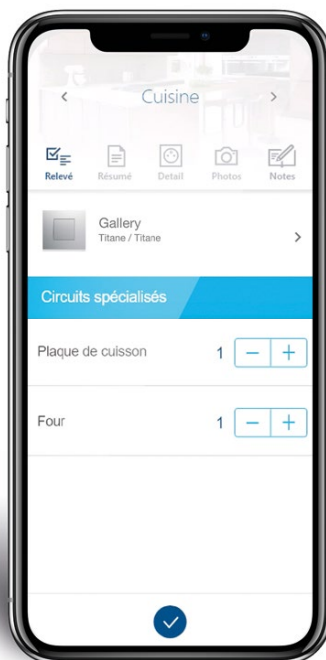 Cuisine
Relevé
Résumé
Detail
Photos
Notes
Gallery
Titane / Titane
Circuits spécialisés
Plaque de cuisson
1
Four
1